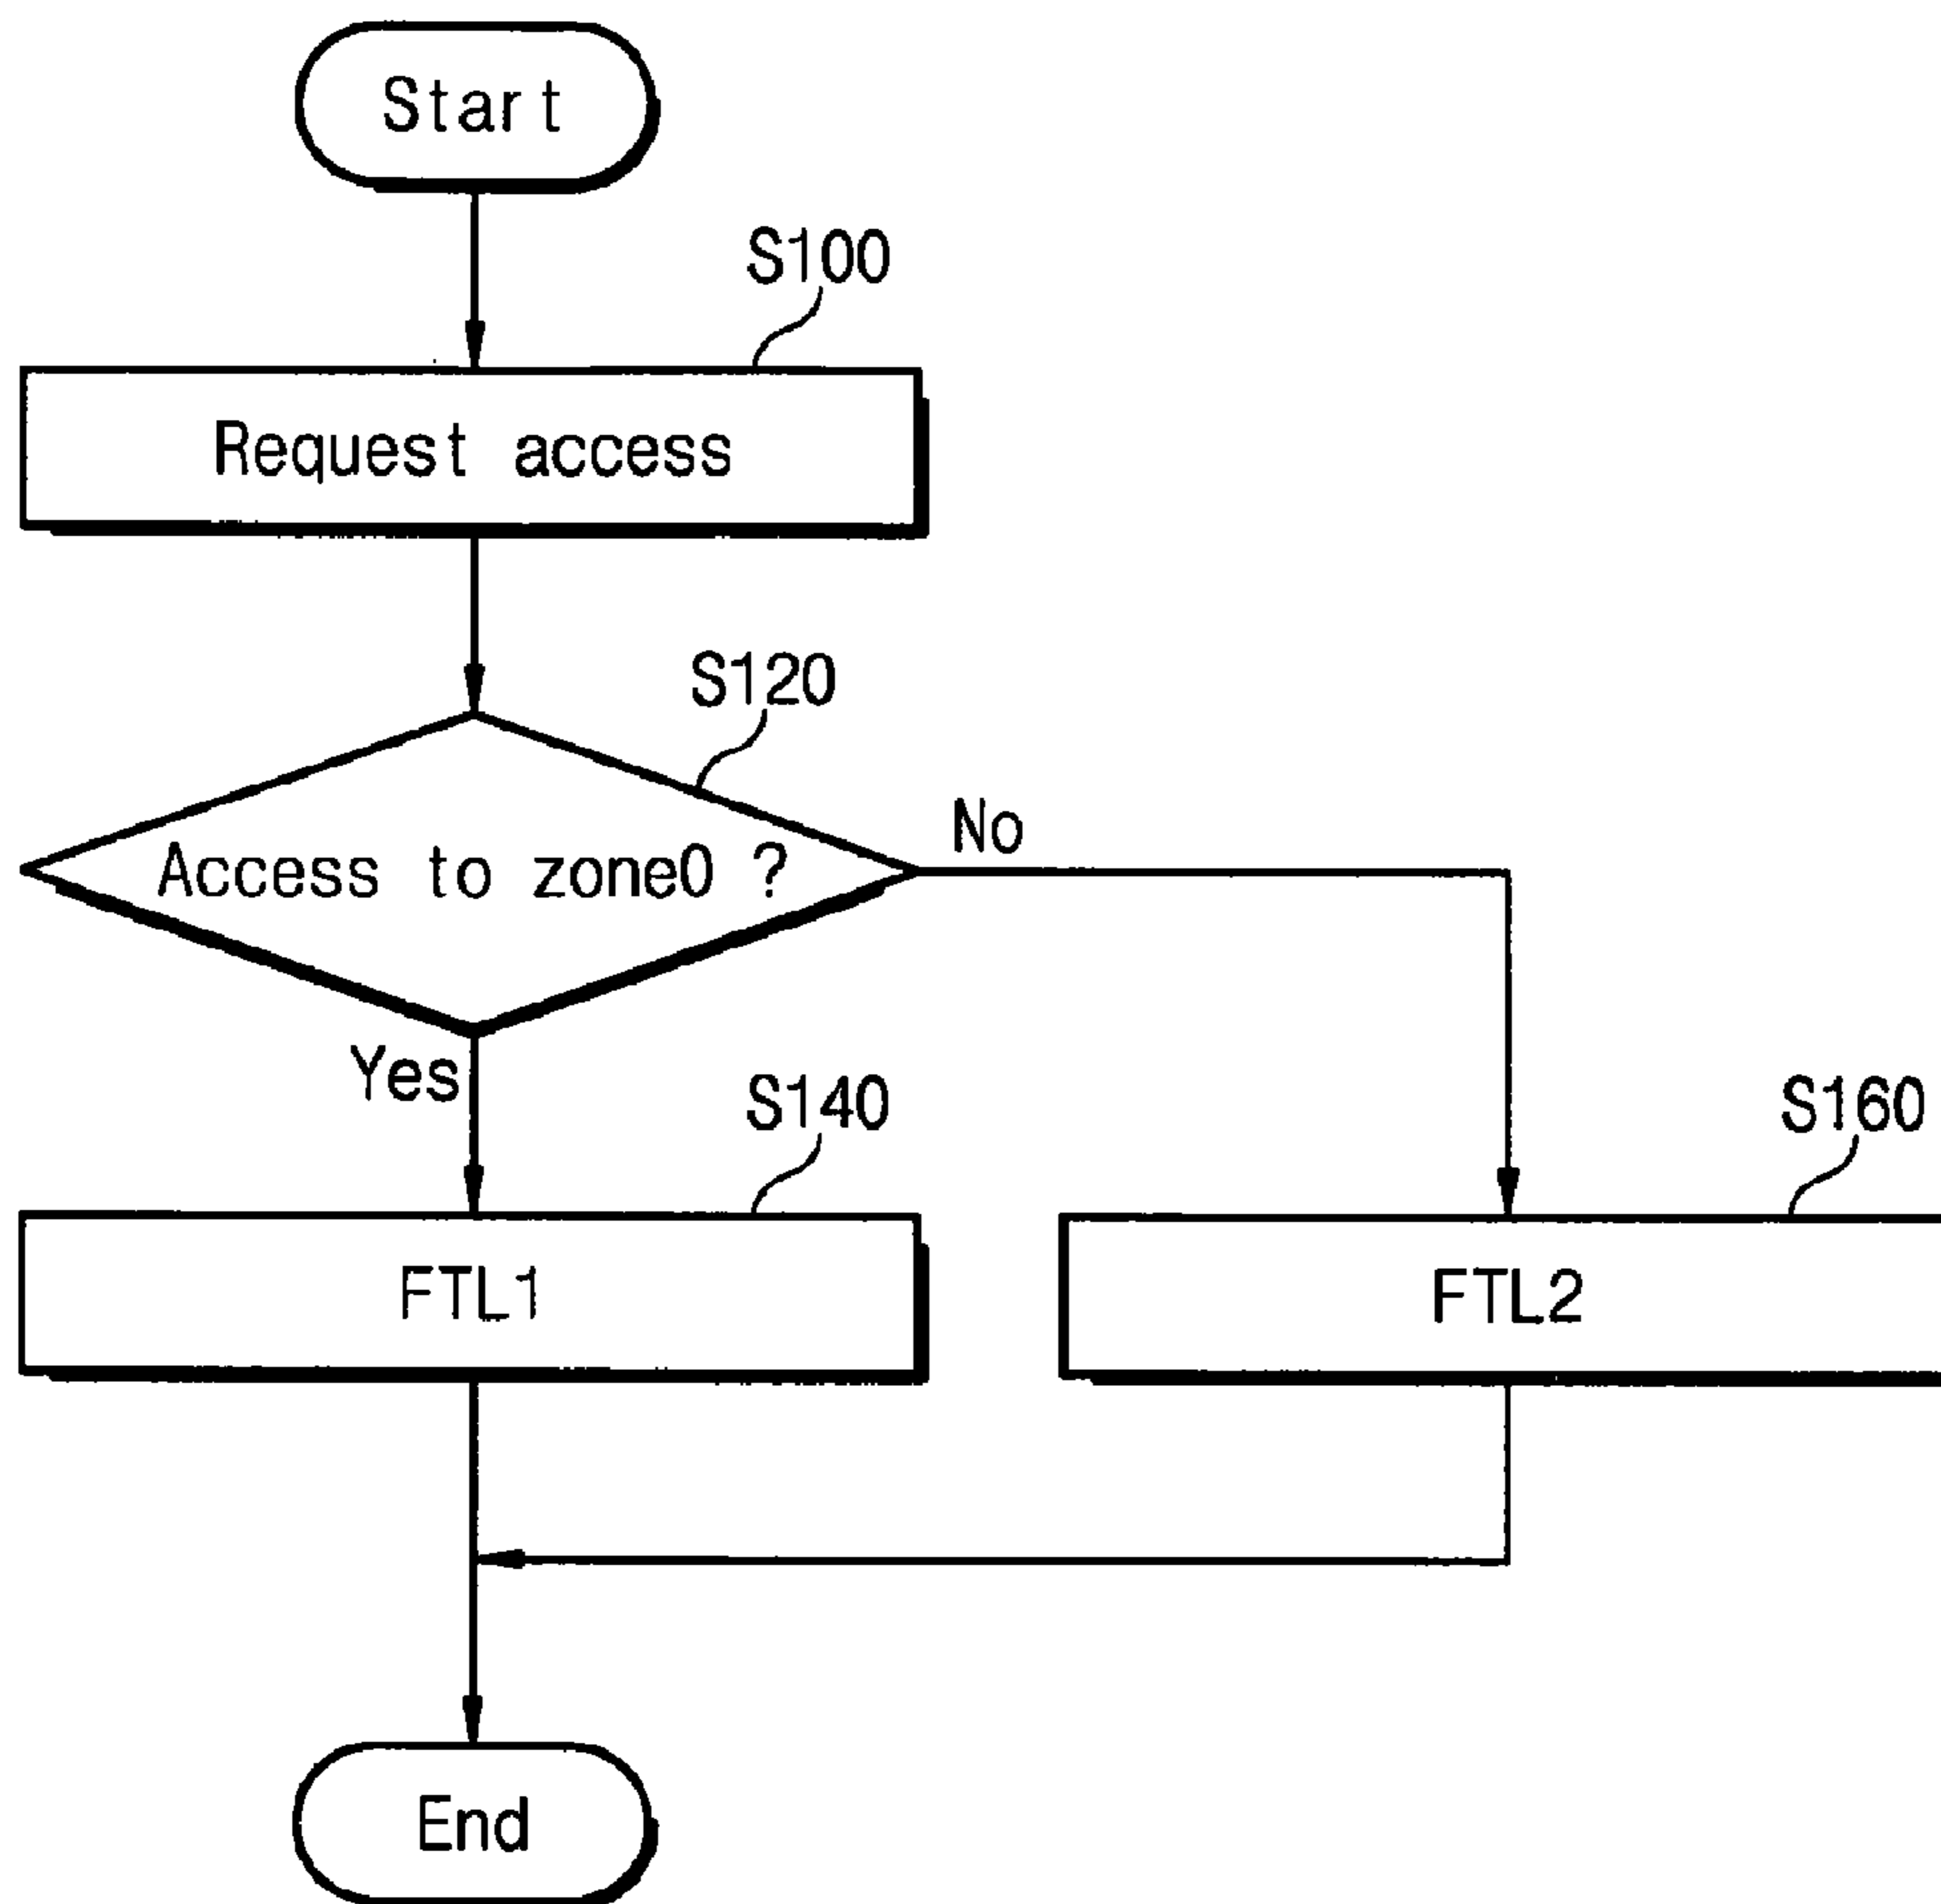 Start
S100
Request access
S120
Access to zone0 ?
No
Yes
S140
S160
FTL1
FTL2
End